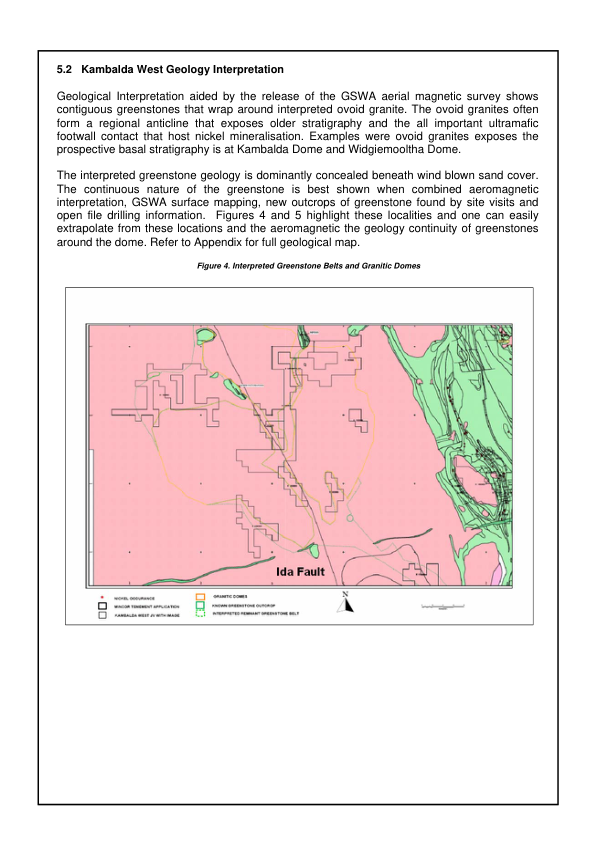 5.2 Kambalda West Geology Interpretation
Geological Interpretation aided by the release of the GSWA aerial magnetic survey shows
contiguous greenstones that wrap around interpreted ovoid granite. The ovoid granites often
form a regional anticline that exposes older stratigraphy and the all important ultramafic
footwall contact that host nickel mineralisation. Examples were ovoid granites exposes the
prospective basal stratigraphy is at Kambalda Dome and Widgiemooltha Dome.
The interpreted greenstone geology is dominantly concealed beneath wind blown sand cover.
The continuous nature of the greenstone is best shown when combined aeromagnetic
interpretation, GSWA surface mapping, new outcrops of greenstone found by site visits and
open file drilling information. Figures 4 and 5 highlight these localities and one can easily
extrapolate from these locations and the aeromagnetic the geology continuity of greenstones
around the dome. Refer to Appendix for full geological map.
Figure 4. Interpreted Greenstone Belts and Granitic Domes
Ida Fault
NICKEL OCCURANCE
MINCOR TENEMENT APPLICATION
KAMBALDA WEST JV WITH IMAGE
GRANITIC DOMES
KNOWN GREENSTONE OUTCROP
INTERPRETED REMNANT GREENSTONE BELT
N